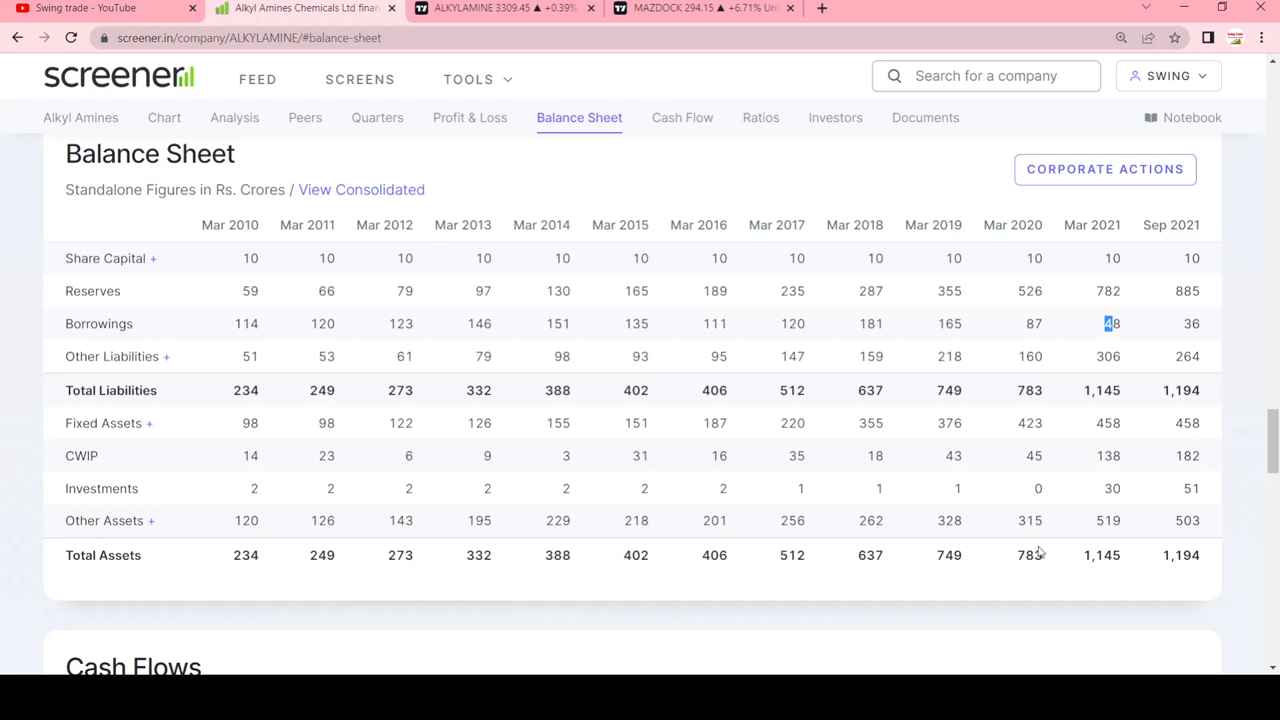 Swing trade - YouTube Alkyl Amines Chemicals Ltd finan ALKYLAMINE 3309.45 ▲ +0.39% MAZDOCK 294.15 ▲ +6.71% Un
screener.in/company/ALKYLAMINE/#balance-sheet
screener FEED SCREENS TOOLS Search for a company SWING
Alkyl Amines Chart Analysis Peers Quarters Profit & Loss Balance Sheet Cash Flow Ratios Investors Documents Notebook
Balance Sheet
CORPORATE ACTIONS
Standalone Figures in Rs. Crores / View Consolidated
Mar 2010 Mar 2011 Mar 2012 Mar 2013 Mar 2014 Mar 2015 Mar 2016 Mar 2017 Mar 2018 Mar 2019 Mar 2020 Mar 2021 Sep 2021
Share Capital + 10 10 10 10 10 10 10 10 10 10 10 10 10
Reserves 59 66 79 97 130 165 189 235 287 355 526 782 885
Borrowings 114 120 123 146 151 135 111 120 181 165 87 48 36
Other Liabilities + 51 53 61 79 98 93 95 147 159 218 160 306 264
Total Liabilities 234 249 273 332 388 402 406 512 637 749 783 1,145 1,194
Fixed Assets + 98 98 122 126 155 151 187 220 355 376 423 458 458
CWIP 14 23 6 9 3 31 16 35 18 43 45 138 182
Investments 2 2 2 2 2 2 2 1 1 1 0 30 51
Other Assets + 120 126 143 195 229 218 201 256 262 328 315 519 503
Total Assets 234 249 273 332 388 402 406 512 637 749 783 1,145 1,194
Cash Flows